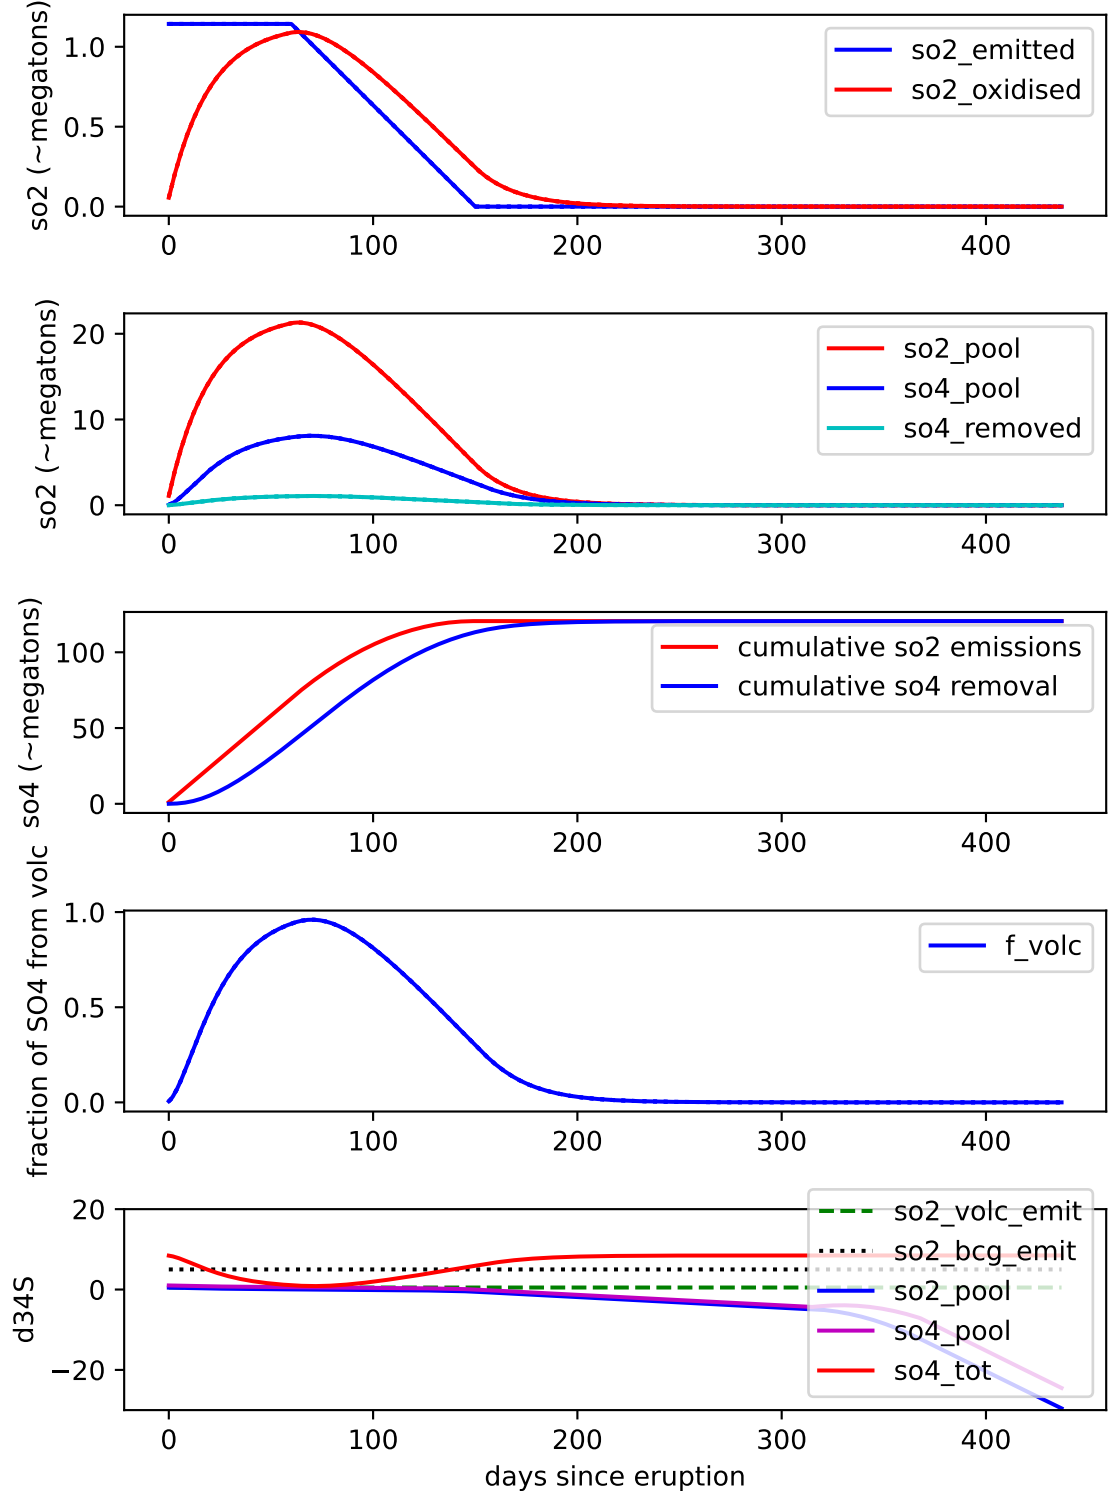 so2 (~megatons)
1.0
0.5
0.0
so2_emitted
so2_oxidised
0 100 200 300 400
so2 (~megatons)
20
10
0
so2_pool
so4_pool
so4_removed
0 100 200 300 400
so4 (~megatons)
100
50
0
cumulative so2 emissions
cumulative so4 removal
0 100 200 300 400
fraction of SO4 from volc
1.0
0.5
0.0
f_volc
0 100 200 300 400
d34S
20
0
−20
so2_volc_emit
so2_bcg_emit
so2_pool
so4_pool
so4_tot
0 100 200 300 400
days since eruption